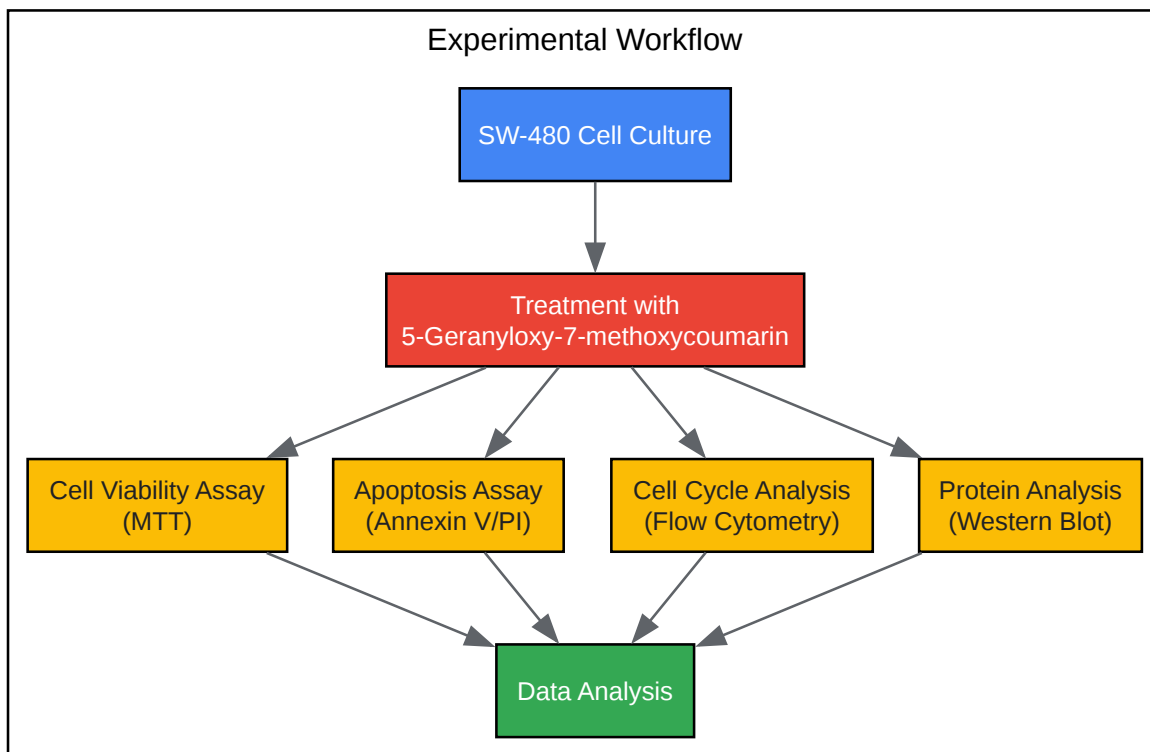 Experimental Workflow
SW-480 Cell Culture
Treatment with
5-Geranyloxy-7-methoxycoumarin
Cell Viability Assay
(MTT)
Apoptosis Assay
(Annexin V/PI)
Cell Cycle Analysis
(Flow Cytometry)
Protein Analysis
(Western Blot)
Data Analysis